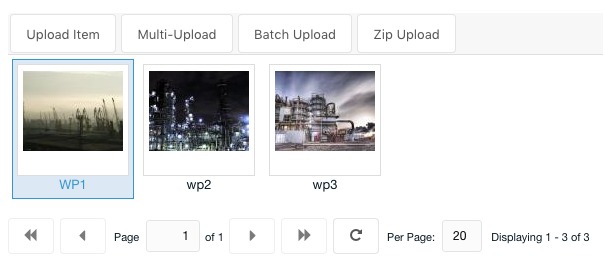 Upload Item Multi-Upload Batch Upload Zip Upload
WP1 wp2 wp3
Page 1 of 1 Per Page: 20 Displaying 1 - 3 of 3